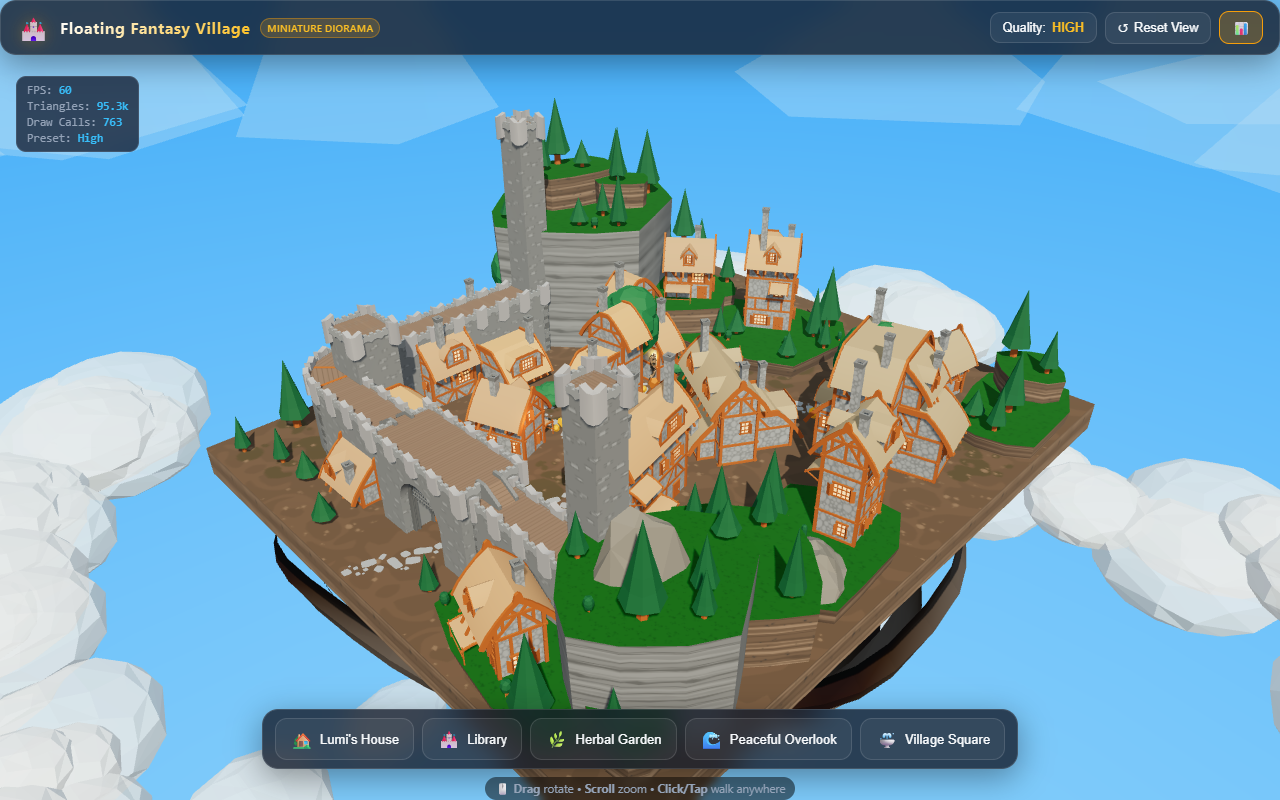 Floating Fantasy Village
MINIATURE DIORAMA
Quality: HIGH
↺ Reset View
FPS: 60
Triangles: 95.3k
Draw Calls: 763
Preset: High
Lumi's House
Library
Herbal Garden
Peaceful Overlook
Village Square
Drag rotate • Scroll zoom • Click/Tap walk anywhere